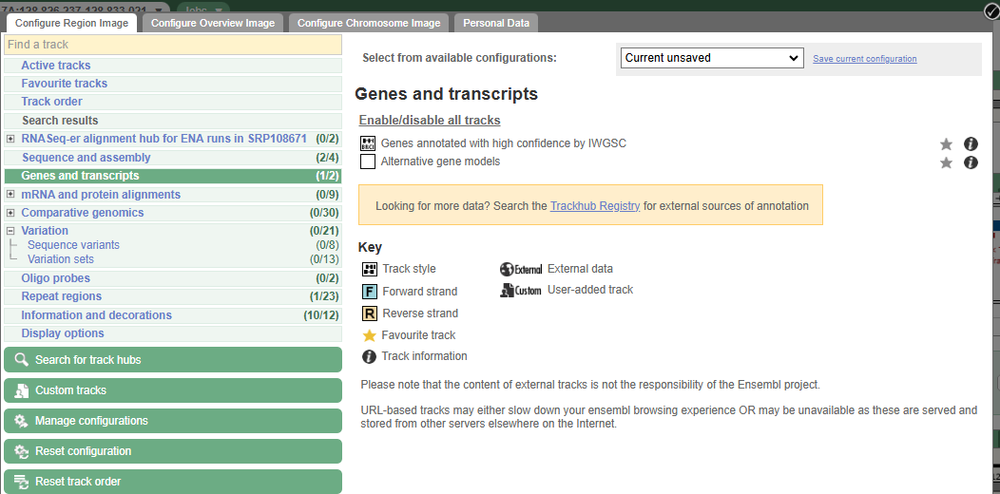 7A:128,826,237-128,833,021
Jobs
Configure Region Image
Configure Overview Image
Configure Chromosome Image
Personal Data
Find a track
Active tracks
Favourite tracks
Track order
Search results
RNASeq-er alignment hub for ENA runs in SRP108671 (0/2)
Sequence and assembly (2/4)
Genes and transcripts (1/2)
mRNA and protein alignments (0/9)
Comparative genomics (0/30)
Variation (0/21)
Sequence variants (0/8)
Variation sets (0/13)
Oligo probes (0/2)
Repeat regions (1/23)
Information and decorations (10/12)
Display options
Search for track hubs
Custom tracks
Manage configurations
Reset configuration
Reset track order
Select from available configurations:
Current unsaved
Save current configuration
Genes and transcripts
Enable/disable all tracks
Genes annotated with high confidence by IWGSC
Alternative gene models
Looking for more data? Search the Trackhub Registry for external sources of annotation
Key
Track style
External External data
F Forward strand
Custom User-added track
R Reverse strand
Favourite track
i Track information
Please note that the content of external tracks is not the responsibility of the Ensembl project.
URL-based tracks may either slow down your ensembl browsing experience OR may be unavailable as these are served and
stored from other servers elsewhere on the Internet.